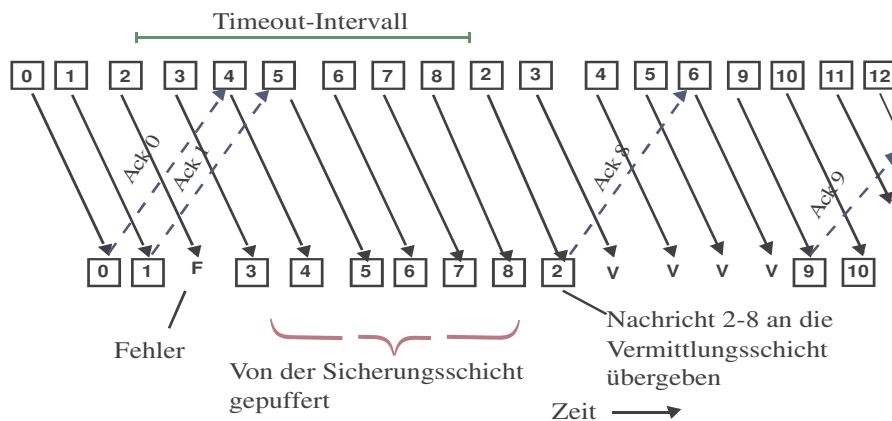 Timeout-Intervall
0 1 2 3 4 5 6 7 8 2 3 4 5 6 9 10 11 12
Ack 0
Ack 1
Ack 8
Ack 9
0 1 F 3 4 5 6 7 8 2 V V V V 9 10
Fehler
Von der Sicherungsschicht
gepuffert
Nachricht 2-8 an die
Vermittlungsschicht
übergeben
Zeit